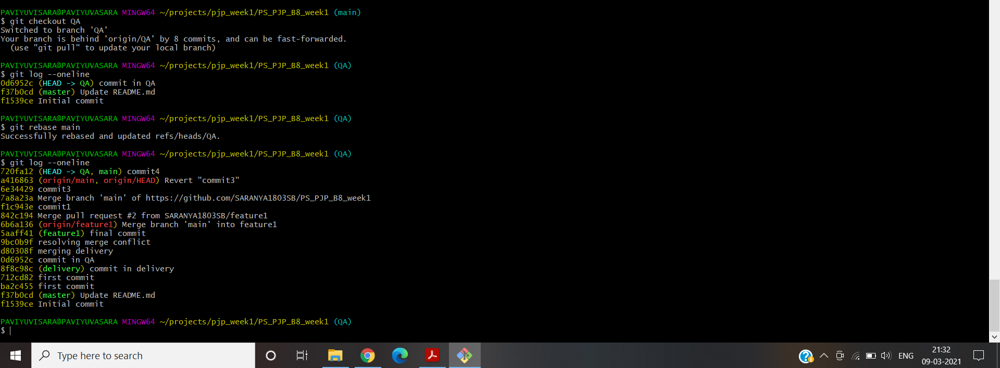 PAVIYUVISARA@PAVIYUVASARA MINGW64 ~/projects/pjp_week1/PS_PJP_B8_week1 (main)
$ git checkout QA
Switched to branch 'QA'
Your branch is behind 'origin/QA' by 8 commits, and can be fast-forwarded.
  (use "git pull" to update your local branch)
PAVIYUVISARA@PAVIYUVASARA MINGW64 ~/projects/pjp_week1/PS_PJP_B8_week1 (QA)
$ git log --oneline
0d6952c (HEAD -> QA) commit in QA
f37b0cd (master) Update README.md
f1539ce Initial commit
PAVIYUVISARA@PAVIYUVASARA MINGW64 ~/projects/pjp_week1/PS_PJP_B8_week1 (QA)
$ git rebase main
Successfully rebased and updated refs/heads/QA.
PAVIYUVISARA@PAVIYUVASARA MINGW64 ~/projects/pjp_week1/PS_PJP_B8_week1 (QA)
$ git log --oneline
720fa12 (HEAD -> QA, main) commit4
a416863 (origin/main, origin/HEAD) Revert "commit3"
6e34429 commit3
7a8a23a Merge branch 'main' of https://github.com/SARANYA1803SB/PS_PJP_B8_week1
f1c943e commit1
842c194 Merge pull request #2 from SARANYA1803SB/feature1
6b6a136 (origin/feature1) Merge branch 'main' into feature1
5aaff41 (feature1) final commit
9bc0b9f resolving merge conflict
d80308f merging delivery
0d6952c commit in QA
8f8c98c (delivery) commit in delivery
712cd82 first commit
ba2c455 first commit
f37b0cd (master) Update README.md
f1539ce Initial commit
PAVIYUVISARA@PAVIYUVASARA MINGW64 ~/projects/pjp_week1/PS_PJP_B8_week1 (QA)
$
Type here to search
ENG
21:32
09-03-2021